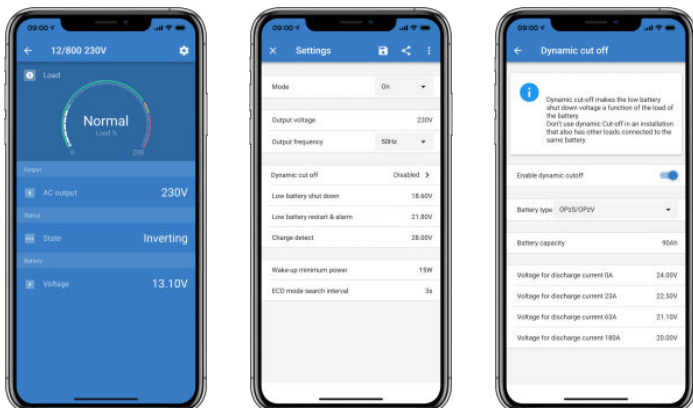 09:00
12/800 230V
Load
Normal
Load %
0
200
Output
AC output
230V
Status
State
Inverting
Battery
Voltage
13.10V
09:00
Settings
Mode
On
Output voltage
230V
Output frequency
50Hz
Dynamic cut off
Disabled
Low battery shut down
18.60V
Low battery restart & alarm
21.80V
Charge detect
28.00V
Wake-up minimum power
15W
ECO mode search interval
3s
09:00
Dynamic cut off
Dynamic cut-off makes the low battery
shut down voltage a function of the load of
the battery.
Don't use dynamic Cut-off in an installation
that also has other loads connected to the
same battery.
Enable dynamic cutoff
Battery type
OPzS/OPzV
Battery capacity
90Ah
Voltage for discharge current 0A
24.00V
Voltage for discharge current 23A
22.50V
Voltage for discharge current 63A
21.10V
Voltage for discharge current 180A
20.00V